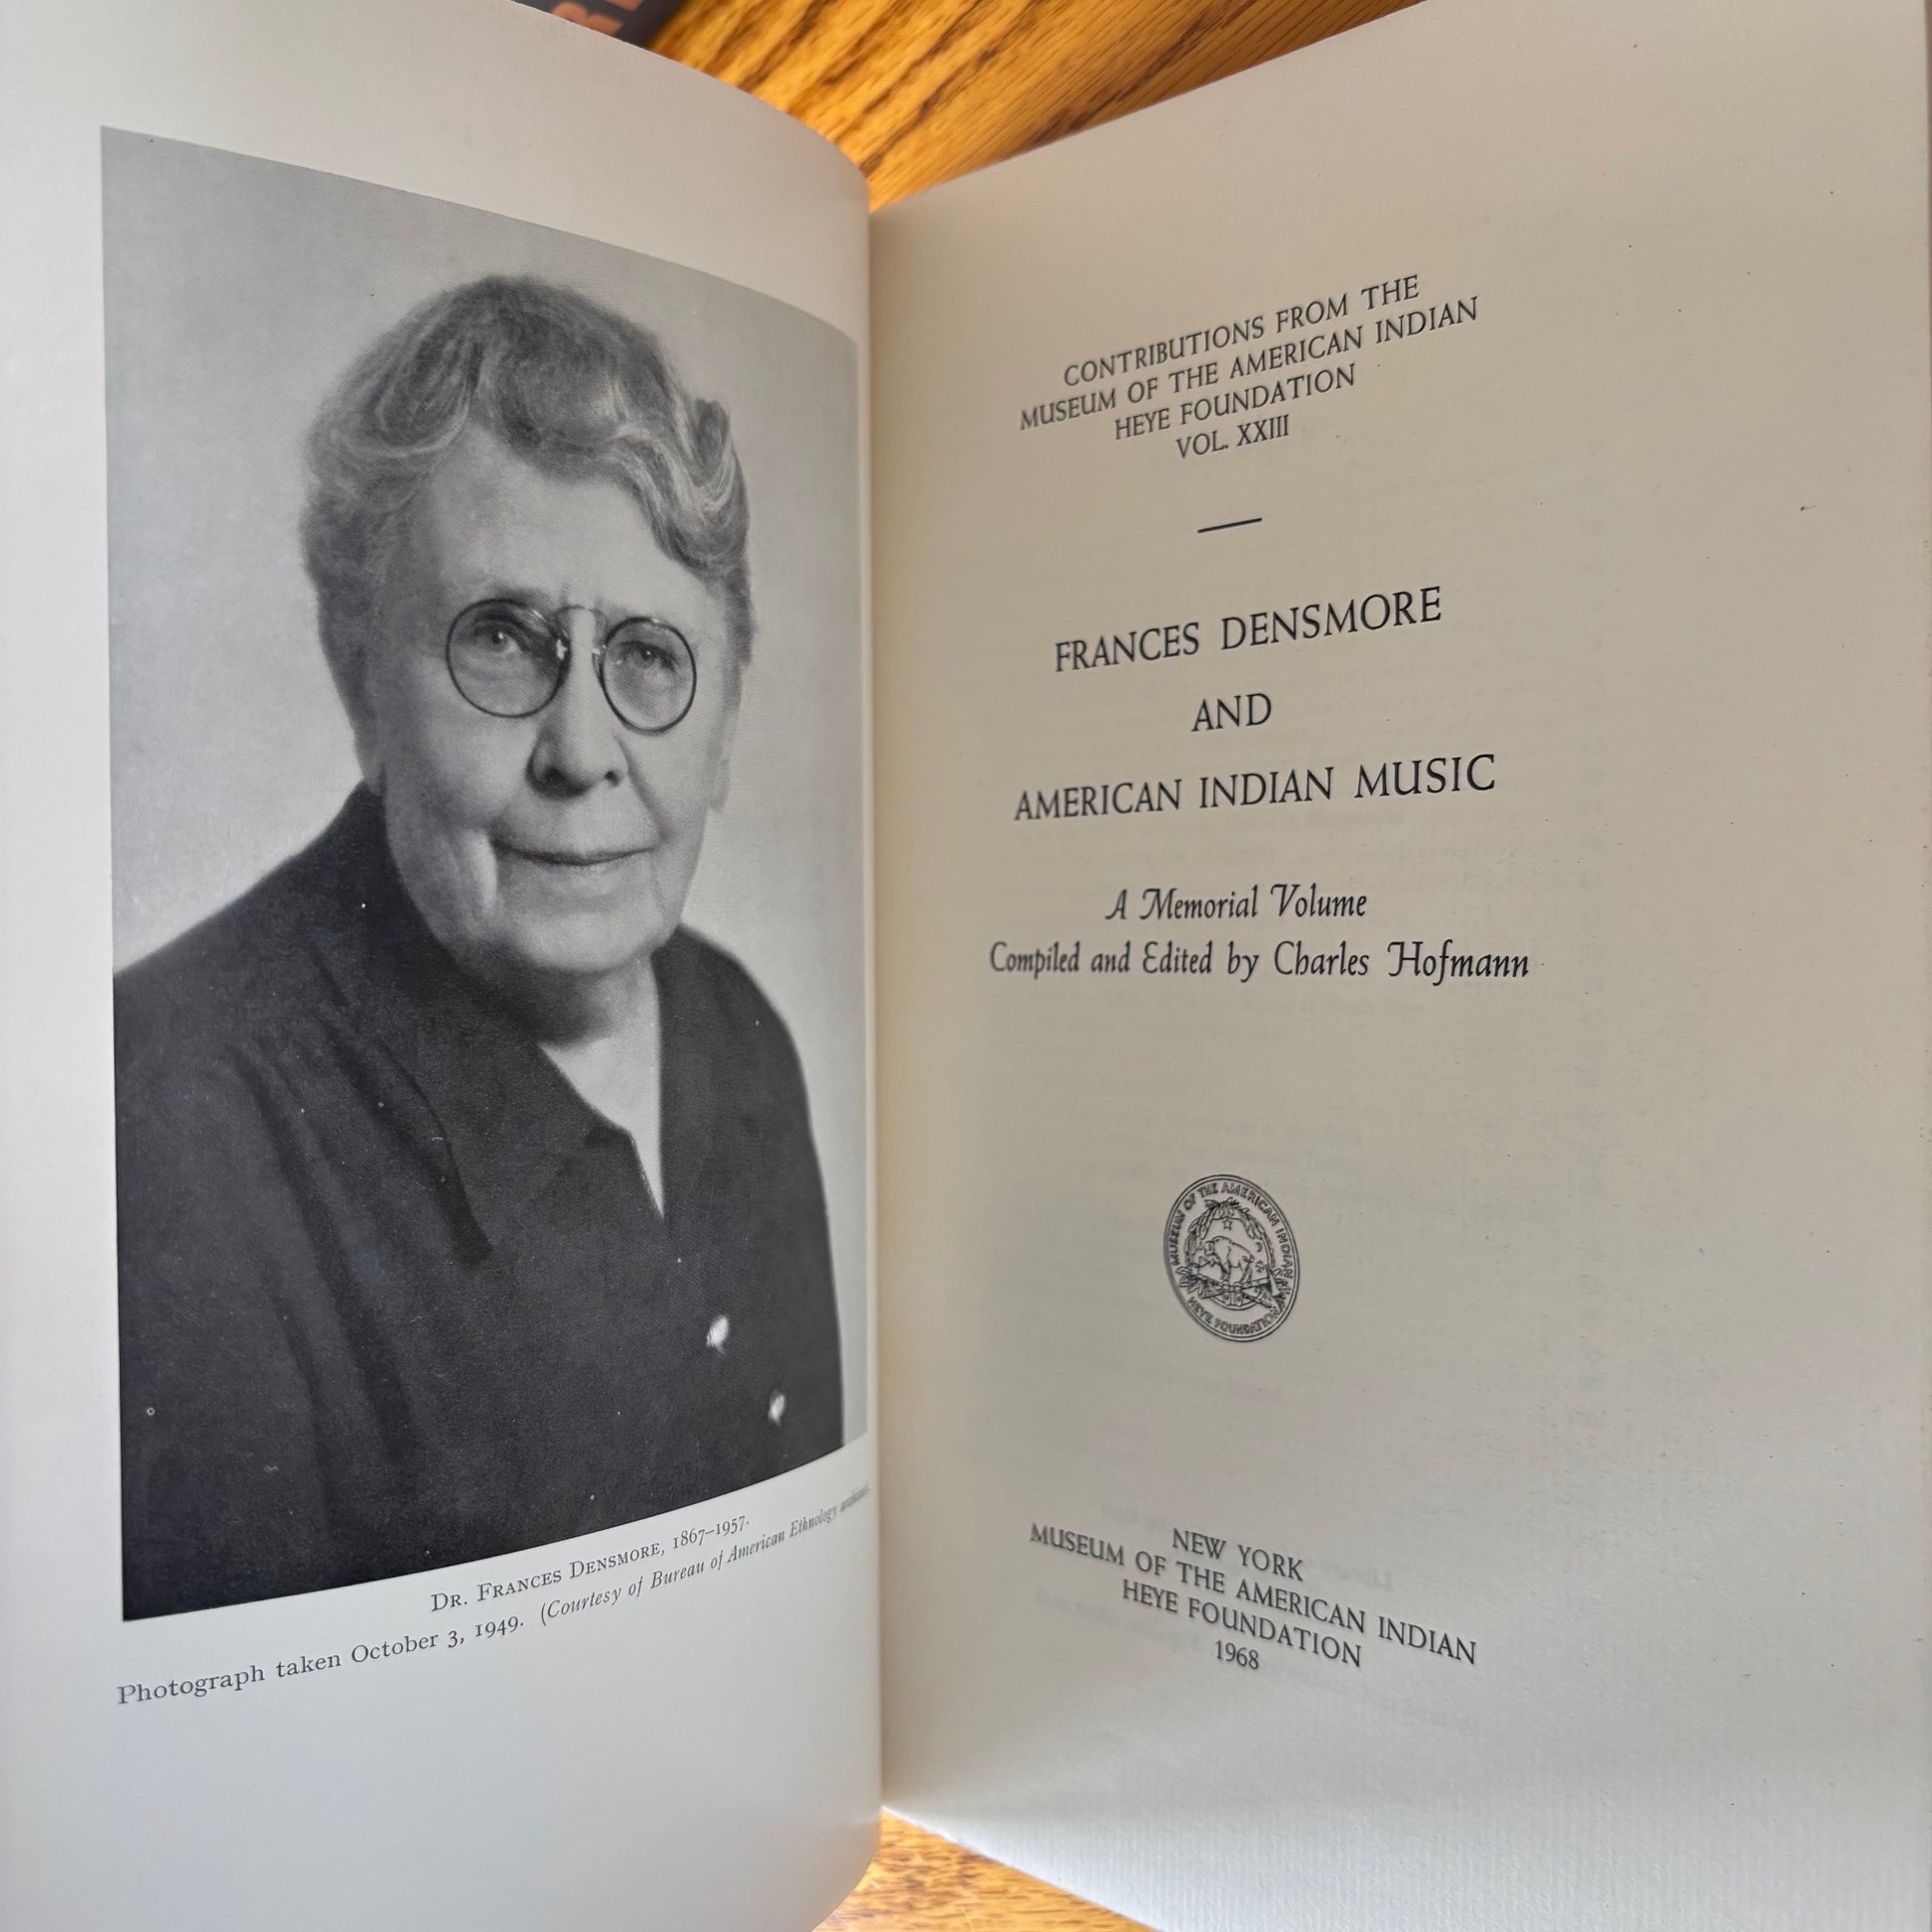 DR. FRANCES DENSMORE, 1867–1957.
Photograph taken October 3, 1949. (Courtesy of Bureau of American Ethnology archives).
CONTRIBUTIONS FROM THE
MUSEUM OF THE AMERICAN INDIAN
HEYE FOUNDATION
VOL. XXIII
FRANCES DENSMORE
AND
AMERICAN INDIAN MUSIC
A Memorial Volume
Compiled and Edited by Charles Hofmann
MUSEUM OF THE AMERICAN INDIAN
HEYE FOUNDATION
NEW YORK
MUSEUM OF THE AMERICAN INDIAN
HEYE FOUNDATION
1968